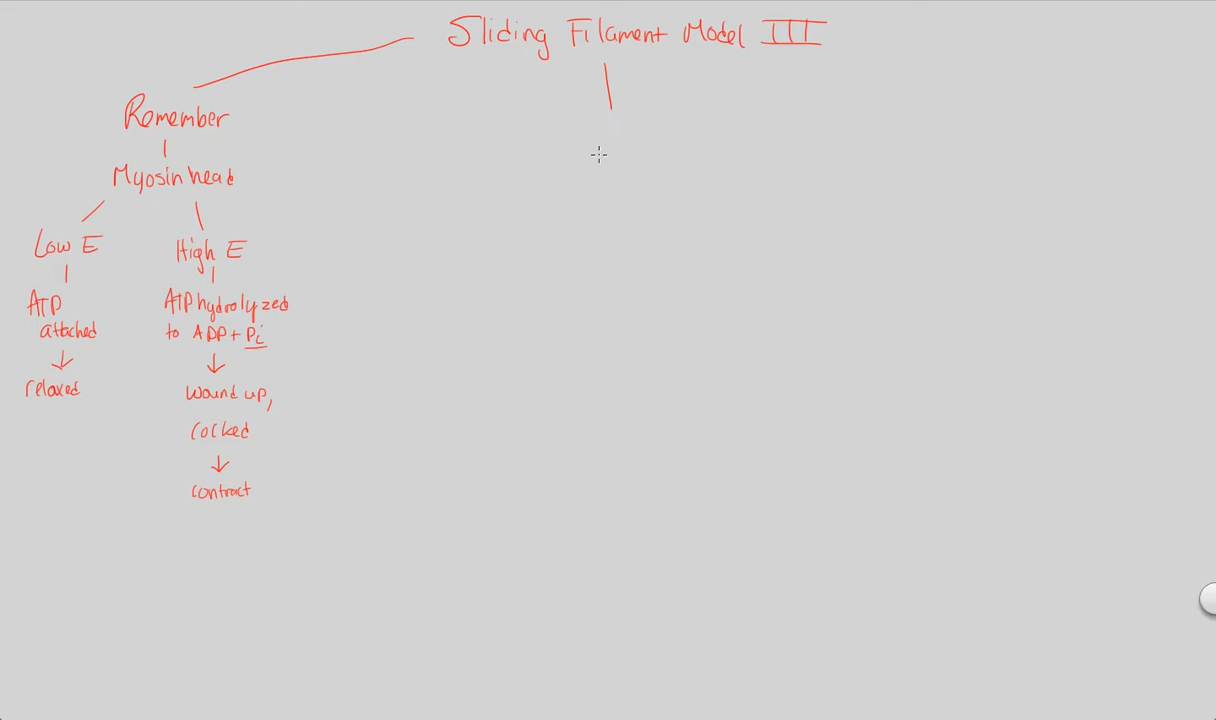 Sliding Filament Model III
Remember
Myosin head
Low E
ATP
attached
relaxed
High E
ATP hydrolyzed
to ADP + Pi
wound up,
cocked
contract